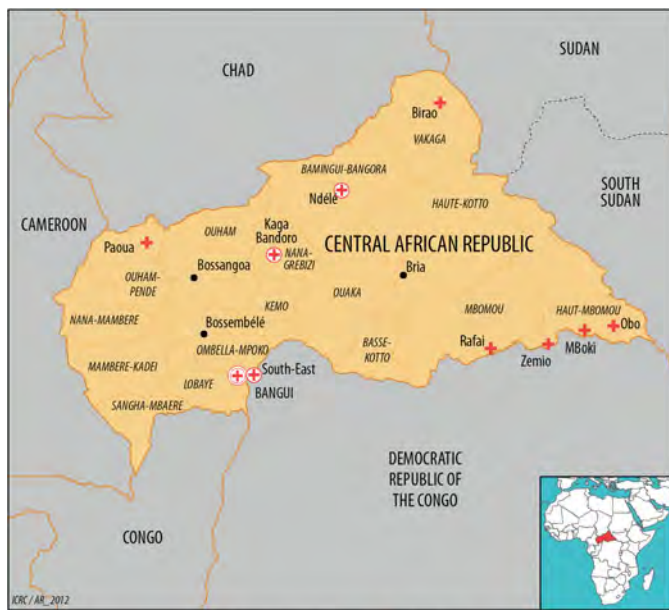 SUDAN
CHAD
Birao
VAKAGA
BAMINGUI-BANGORA
SOUTH
SUDAN
Ndélé
HAUTE-KOTTO
CAMEROON
OUHAM
Kaga
Bandoro
Paoua
NANA-
GREBIZI
CENTRAL AFRICAN REPUBLIC
Bossangoa
Bria
OUHAM-
PENDE
OUAKA
KEMO
MBOMOU
HAUT-MBOMOU
NANA-MAMBERE
Obo
Bossembélé
MBoki
Rafai
OMBELLA-MPOKO
BASSE-
KOTTO
Zemio
MAMBERE-KADEI
South-East
LOBAYE
BANGUI
SANGHA-MBAERE
DEMOCRATIC
REPUBLIC OF
THE CONGO
CONGO
ICRC / AR_2012